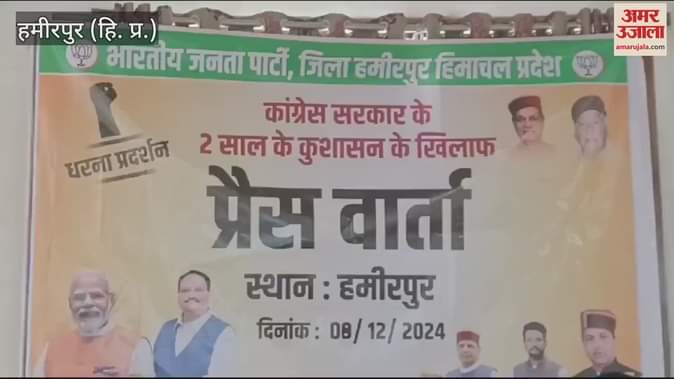 हमीरपुर (हि. प्र.)
अमर उजाला
amarujala.com
भारतीय जनता पार्टी, जिला हमीरपुर हिमाचल प्रदेश
कांग्रेस सरकार के
2 साल के कुशासन के खिलाफ
धरना प्रदर्शन
प्रैस वार्ता
स्थान : हमीरपुर
दिनांक : 08/ 12/ 2024